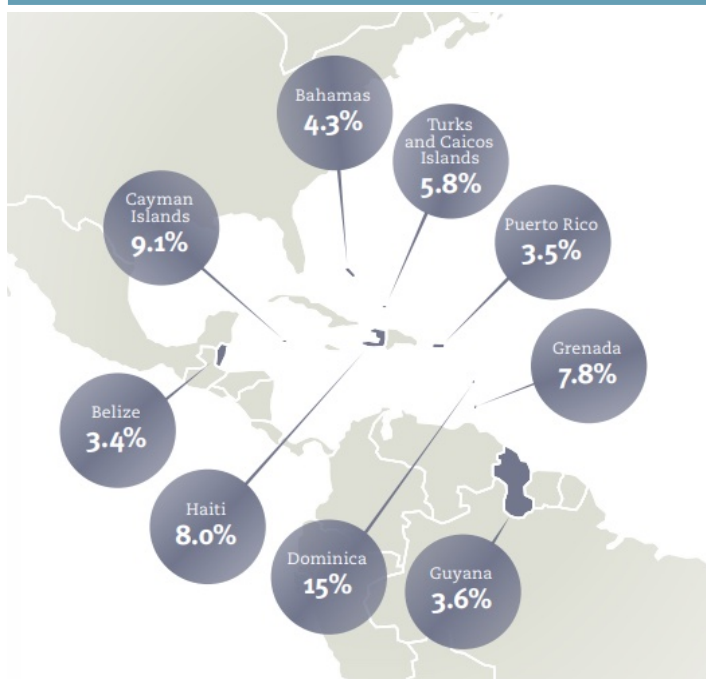 Bahamas
4.3%
Turks
and Caicos
Islands
5.8%
Cayman
Islands
9.1%
Puerto Rico
3.5%
Grenada
7.8%
Belize
3.4%
Haiti
8.0%
Dominica
15%
Guyana
3.6%